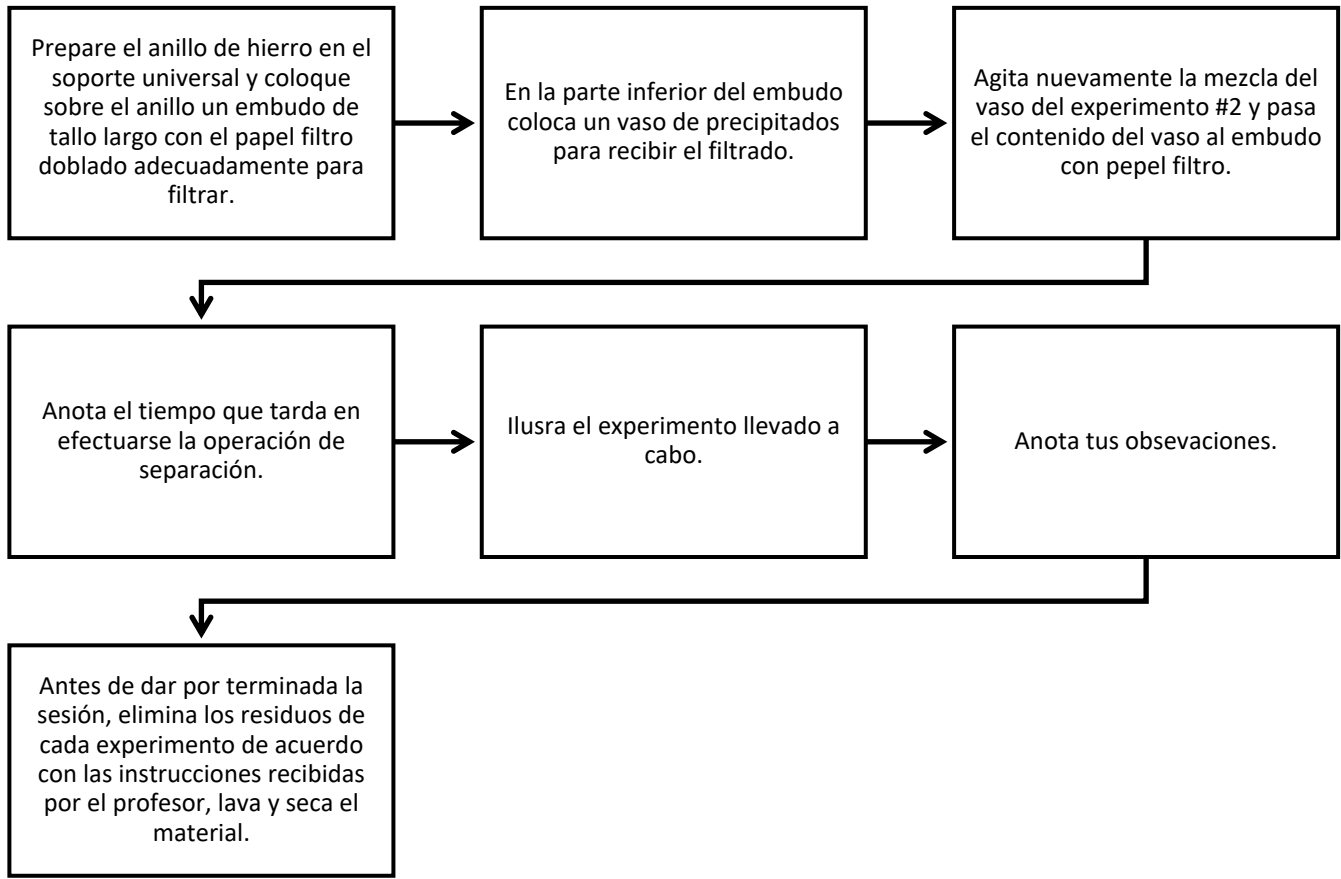 Prepare el anillo de hierro en el
soporte universal y coloque
sobre el anillo un embudo de
tallo largo con el papel filtro
doblado adecuadamente para
filtrar.
En la parte inferior del embudo
coloca un vaso de precipitados
para recibir el filtrado.
Agita nuevamente la mezcla del
vaso del experimento #2 y pasa
el contenido del vaso al embudo
con pepel filtro.
Anota el tiempo que tarda en
efectuarse la operación de
separación.
Ilusra el experimento llevado a
cabo.
Anota tus obsevaciones.
Antes de dar por terminada la
sesión, elimina los residuos de
cada experimento de acuerdo
con las instrucciones recibidas
por el profesor, lava y seca el
material.